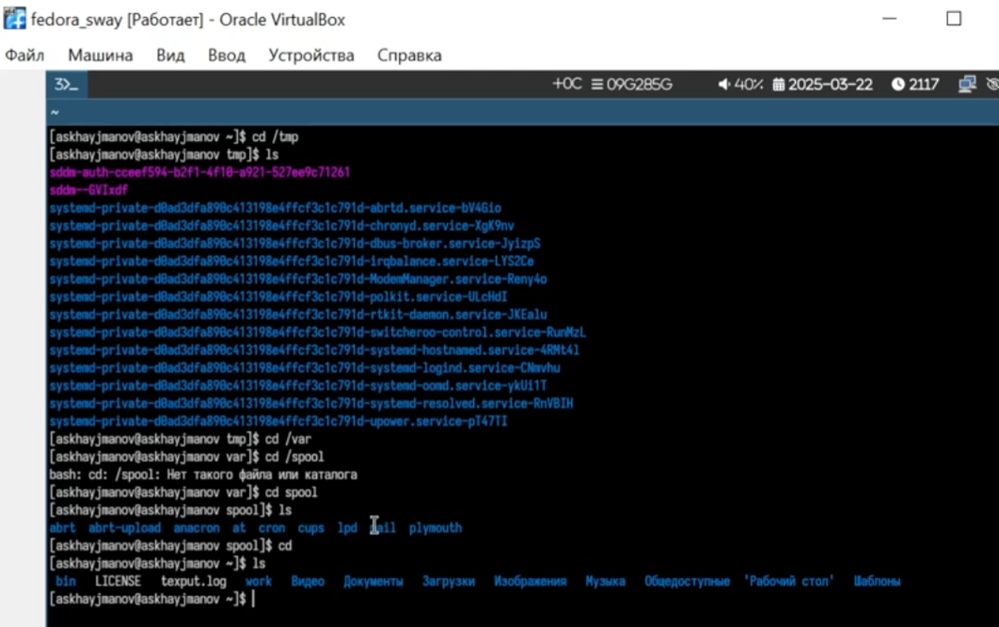 fedora_sway [Работает] - Oracle VirtualBox
Файл Машина Вид Ввод Устройства Справка
3>_ +0C 09G285G 40% 2025-03-22 2117
~
[askhayjmanov@askhayjmanov ~]$ cd /tmp
[askhayjmanov@askhayjmanov tmp]$ ls
sddm-auth-cceef594-b2f1-4f10-a921-527ee9c71261
sddm--GVIxdf
systemd-private-d0ad3dfa890c413198e4ffcf3c1c791d-abrtd.service-bV4Gio
systemd-private-d0ad3dfa890c413198e4ffcf3c1c791d-chronyd.service-XgK9nv
systemd-private-d0ad3dfa890c413198e4ffcf3c1c791d-dbus-broker.service-JyizpS
systemd-private-d0ad3dfa890c413198e4ffcf3c1c791d-irqbalance.service-LYS2Ce
systemd-private-d0ad3dfa890c413198e4ffcf3c1c791d-ModemManager.service-Reny4o
systemd-private-d0ad3dfa890c413198e4ffcf3c1c791d-polkit.service-ULcHdI
systemd-private-d0ad3dfa890c413198e4ffcf3c1c791d-rtkit-daemon.service-JKEalu
systemd-private-d0ad3dfa890c413198e4ffcf3c1c791d-switcheroo-control.service-RunMzL
systemd-private-d0ad3dfa890c413198e4ffcf3c1c791d-systemd-hostnamed.service-4RMt4l
systemd-private-d0ad3dfa890c413198e4ffcf3c1c791d-systemd-logind.service-CNmvhu
systemd-private-d0ad3dfa890c413198e4ffcf3c1c791d-systemd-oomd.service-ykUi1T
systemd-private-d0ad3dfa890c413198e4ffcf3c1c791d-systemd-resolved.service-RnVBIH
systemd-private-d0ad3dfa890c413198e4ffcf3c1c791d-upower.service-pT47TI
[askhayjmanov@askhayjmanov tmp]$ cd /var
[askhayjmanov@askhayjmanov var]$ cd /spool
bash: cd: /spool: Нет такого файла или каталога
[askhayjmanov@askhayjmanov var]$ cd spool
[askhayjmanov@askhayjmanov spool]$ ls
abrt abrt-upload anacron at cron cups lpd mail plymouth
[askhayjmanov@askhayjmanov spool]$ cd
[askhayjmanov@askhayjmanov ~]$ ls
bin LICENSE texput.log work Видео Документы Загрузки Изображения Музыка Общедоступные 'Рабочий стол' Шаблоны
[askhayjmanov@askhayjmanov ~]$